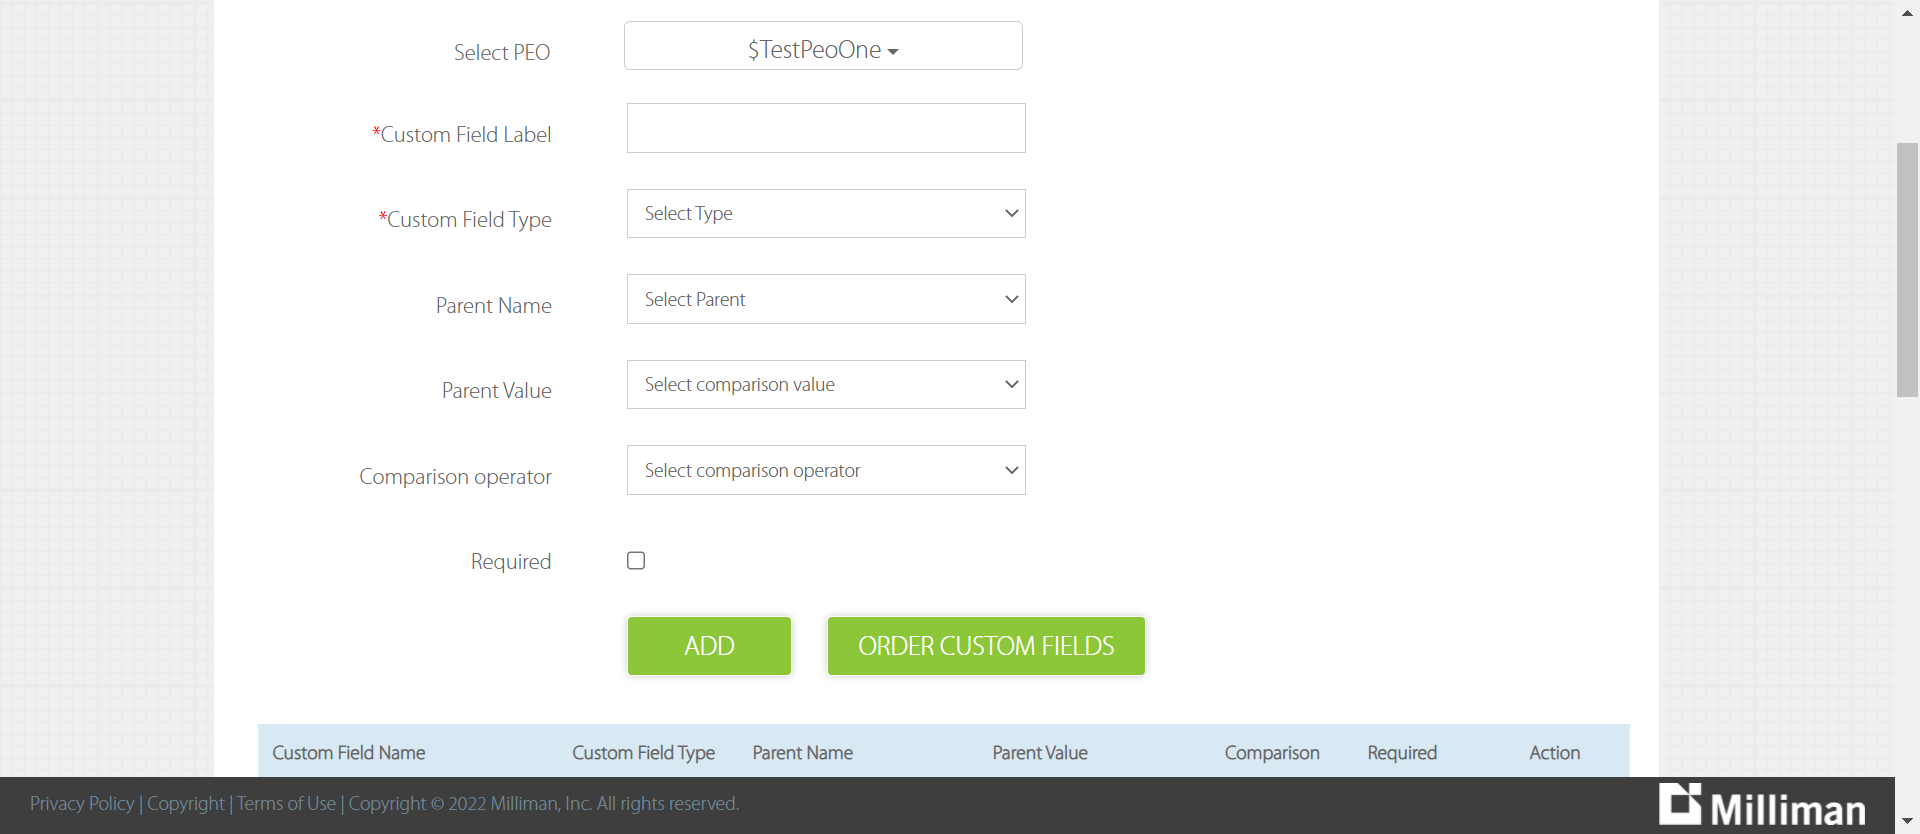 Select PEO $TestPeoOne
*Custom Field Label
*Custom Field Type Select Type
Parent Name Select Parent
Parent Value Select comparison value
Comparison operator Select comparison operator
Required
ADD ORDER CUSTOM FIELDS
Custom Field Name Custom Field Type Parent Name Parent Value Comparison Required Action
Privacy Policy | Copyright | Terms of Use | Copyright © 2022 Milliman, Inc. All rights reserved. Milliman